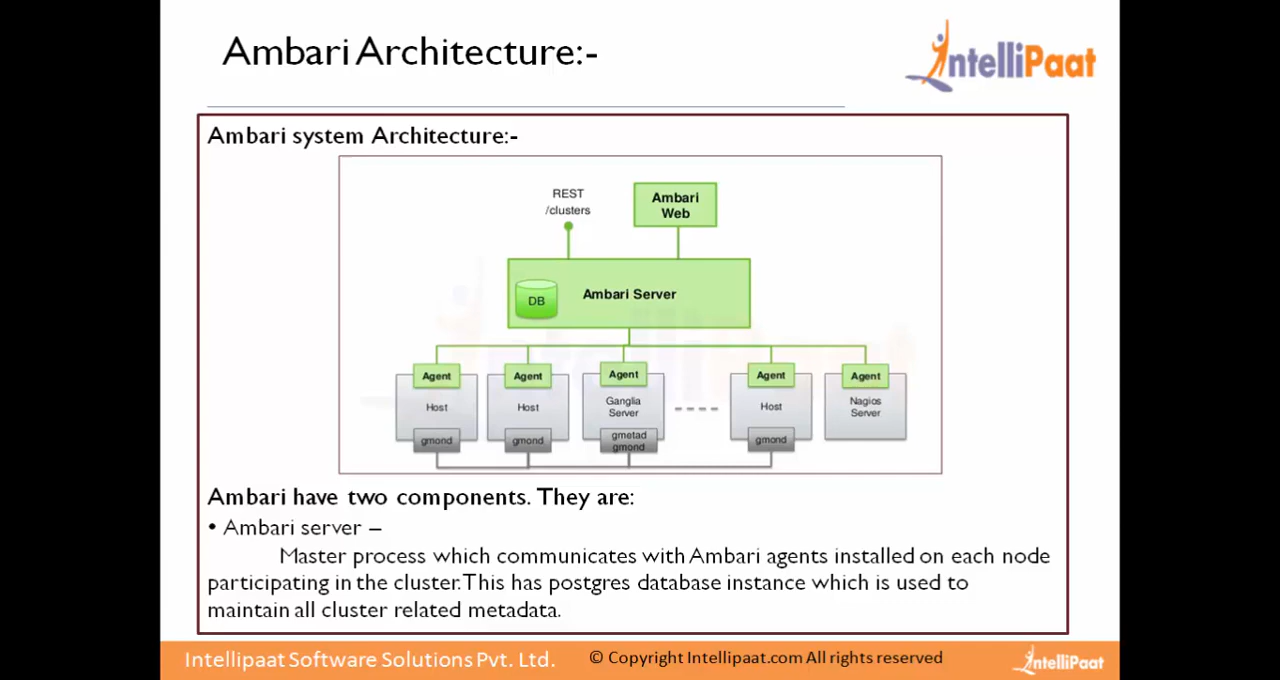 Ambari Architecture:-
IntelliPaat
Ambari system Architecture:-
REST
/clusters
Ambari
Web
DB
Ambari Server
Agent
Agent
Agent
Agent
Agent
Host
Host
Ganglia
Server
Host
Nagios
Server
gmond
gmond
gmetad
gmond
gmond
Ambari have two components. They are:
• Ambari server –
Master process which communicates with Ambari agents installed on each node
participating in the cluster. This has postgres database instance which is used to
maintain all cluster related metadata.
Intellipaat Software Solutions Pvt. Ltd.
© Copyright Intellipaat.com All rights reserved
IntelliPaat